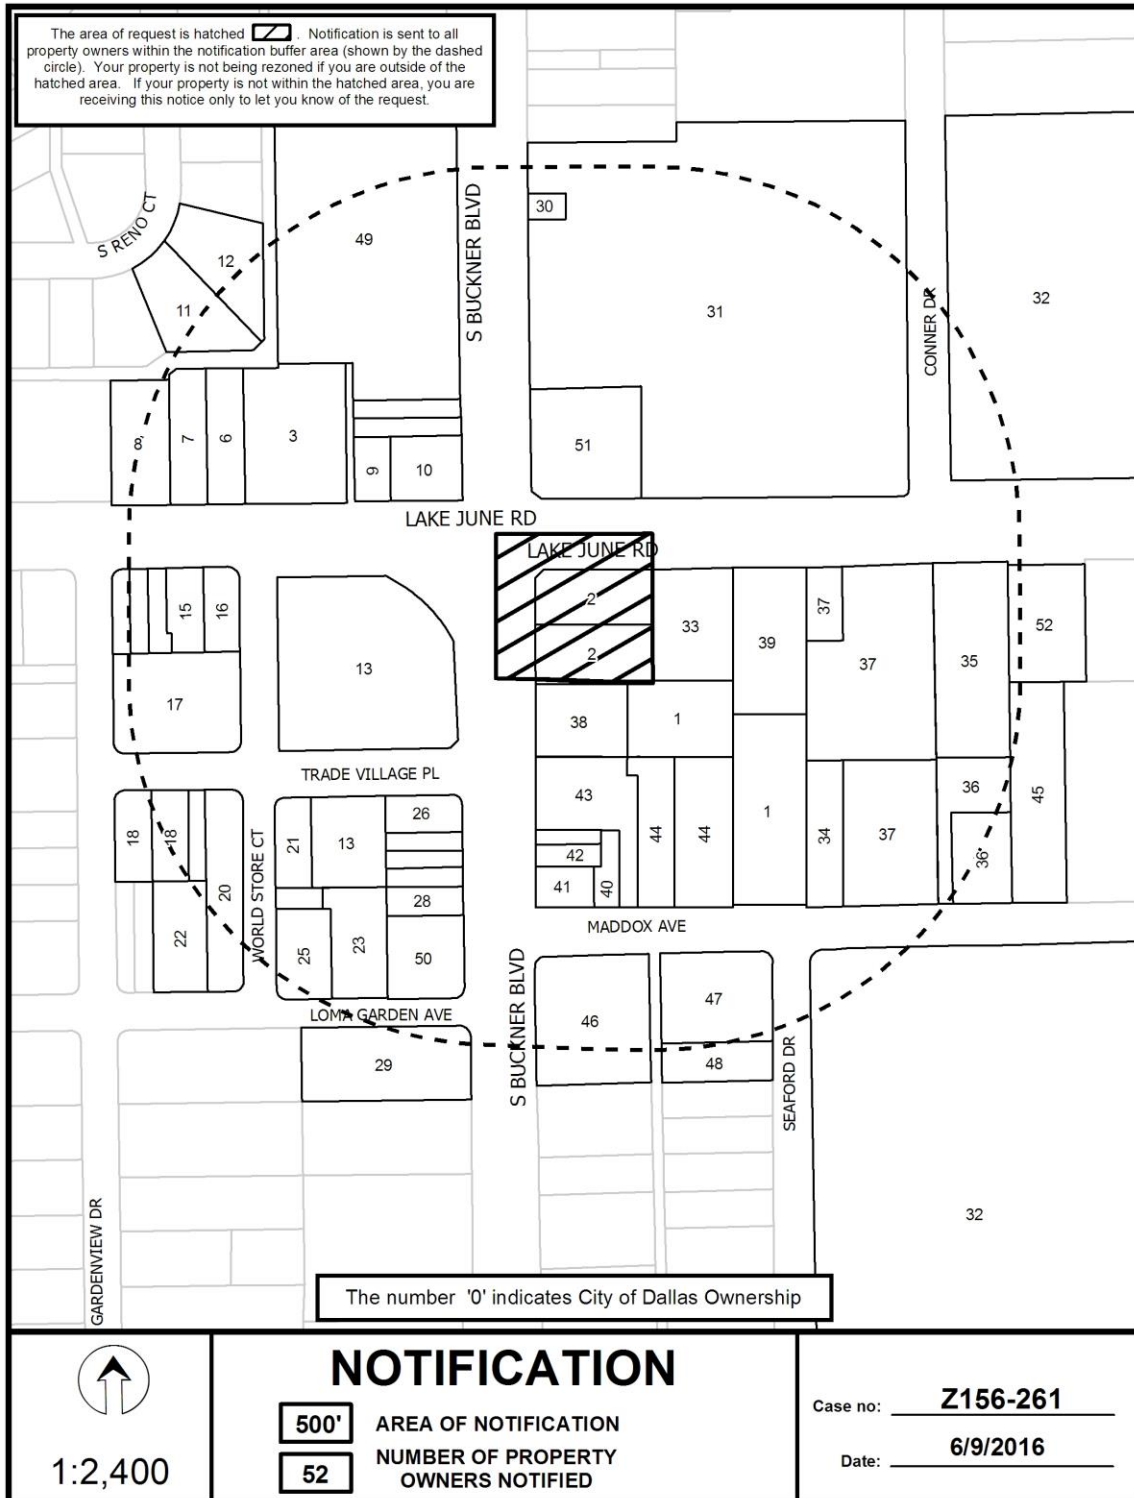 The area of request is hatched . Notification is sent to all
property owners within the notification buffer area (shown by the dashed
circle). Your property is not being rezoned if you are outside of the
hatched area. If your property is not within the hatched area, you are
receiving this notice only to let you know of the request.
S RENO CT
S BUCKNER BLVD
CONNER DR
30
49
12
11
31
32
8
7
6
3
9
10
51
LAKE JUNE RD
LAKE JUNE RD
15
16
2
2
33
37
39
37
35
52
13
17
38
1
TRADE VILLAGE PL
18
18
20
22
WORLD STORE CT
21
13
26
28
25
23
50
43
42
41
40
44
44
1
34
37
36
36
45
MADDOX AVE
LOMA GARDEN AVE
S BUCKNER BLVD
46
47
48
SEAFORD DR
29
32
GARDENVIEW DR
The number '0' indicates City of Dallas Ownership
1:2,400
NOTIFICATION
500' AREA OF NOTIFICATION
52 NUMBER OF PROPERTY
OWNERS NOTIFIED
Case no: Z156-261
Date: 6/9/2016